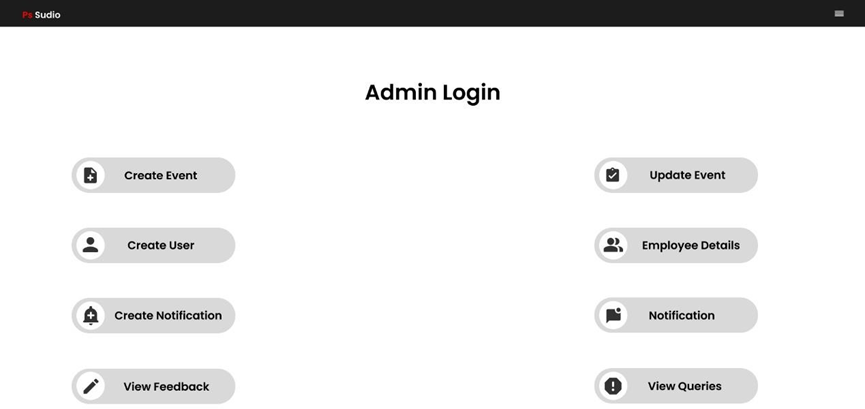 Ps Sudio
Admin Login
Create Event
Update Event
Create User
Employee Details
Create Notification
Notification
View Feedback
View Queries